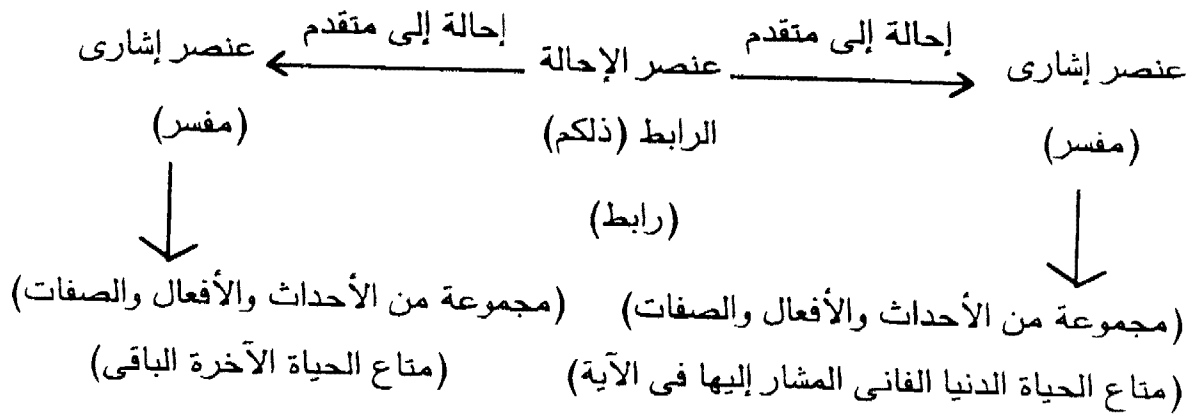 عنصر إشارى إحالة إلى متقدم عنصر الإحالة إحالة إلى متقدم عنصر إشارى
(مفسر) الرابط (ذلكم) (مفسر)
(رابط)
(مجموعة من الأحداث والأفعال والصفات) (مجموعة من الأحداث والأفعال والصفات)
(متاع الحياة الدنيا الفانى المشار إليها فى الآية) (متاع الحياة الآخرة الباقى)